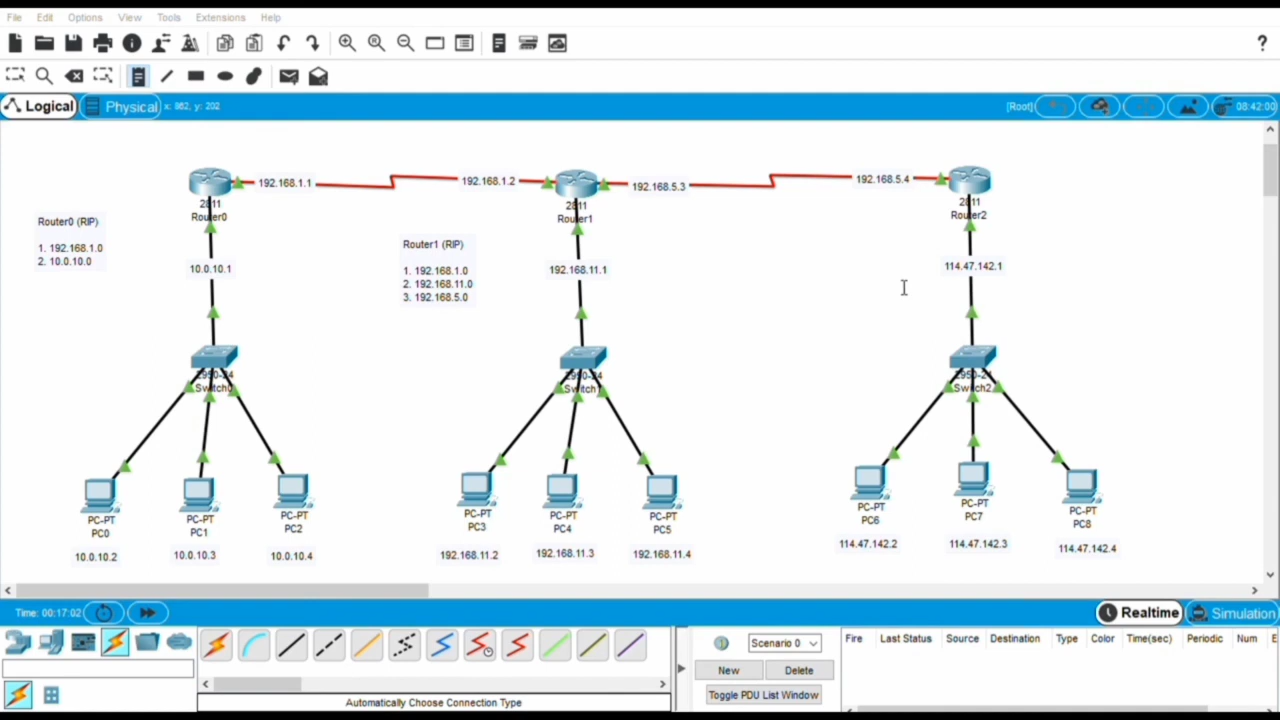 File Edit Options View Tools Extensions Help
?
Logical Physical x: 862, y: 202 [Root] 08:42:00
192.168.1.1 192.168.1.2 192.168.5.3 192.168.5.4
2811
Router0
2811
Router1
2811
Router2
Router0 (RIP)
1. 192.168.1.0
2. 10.0.10.0
Router1 (RIP)
1. 192.168.1.0
2. 192.168.11.0
3. 192.168.5.0
10.0.10.1 192.168.11.1 114.47.142.1
2950-24
Switch0
2950-24
Switch1
2950-24
Switch2
PC-PT
PC0
PC-PT
PC1
PC-PT
PC2
PC-PT
PC3
PC-PT
PC4
PC-PT
PC5
PC-PT
PC6
PC-PT
PC7
PC-PT
PC8
10.0.10.2 10.0.10.3 10.0.10.4 192.168.11.2 192.168.11.3 192.168.11.4 114.47.142.2 114.47.142.3 114.47.142.4
Time: 00:17:02 Realtime Simulation
Scenario 0
New Delete
Toggle PDU List Window
Fire Last Status Source Destination Type Color Time(sec) Periodic Num E
Automatically Choose Connection Type